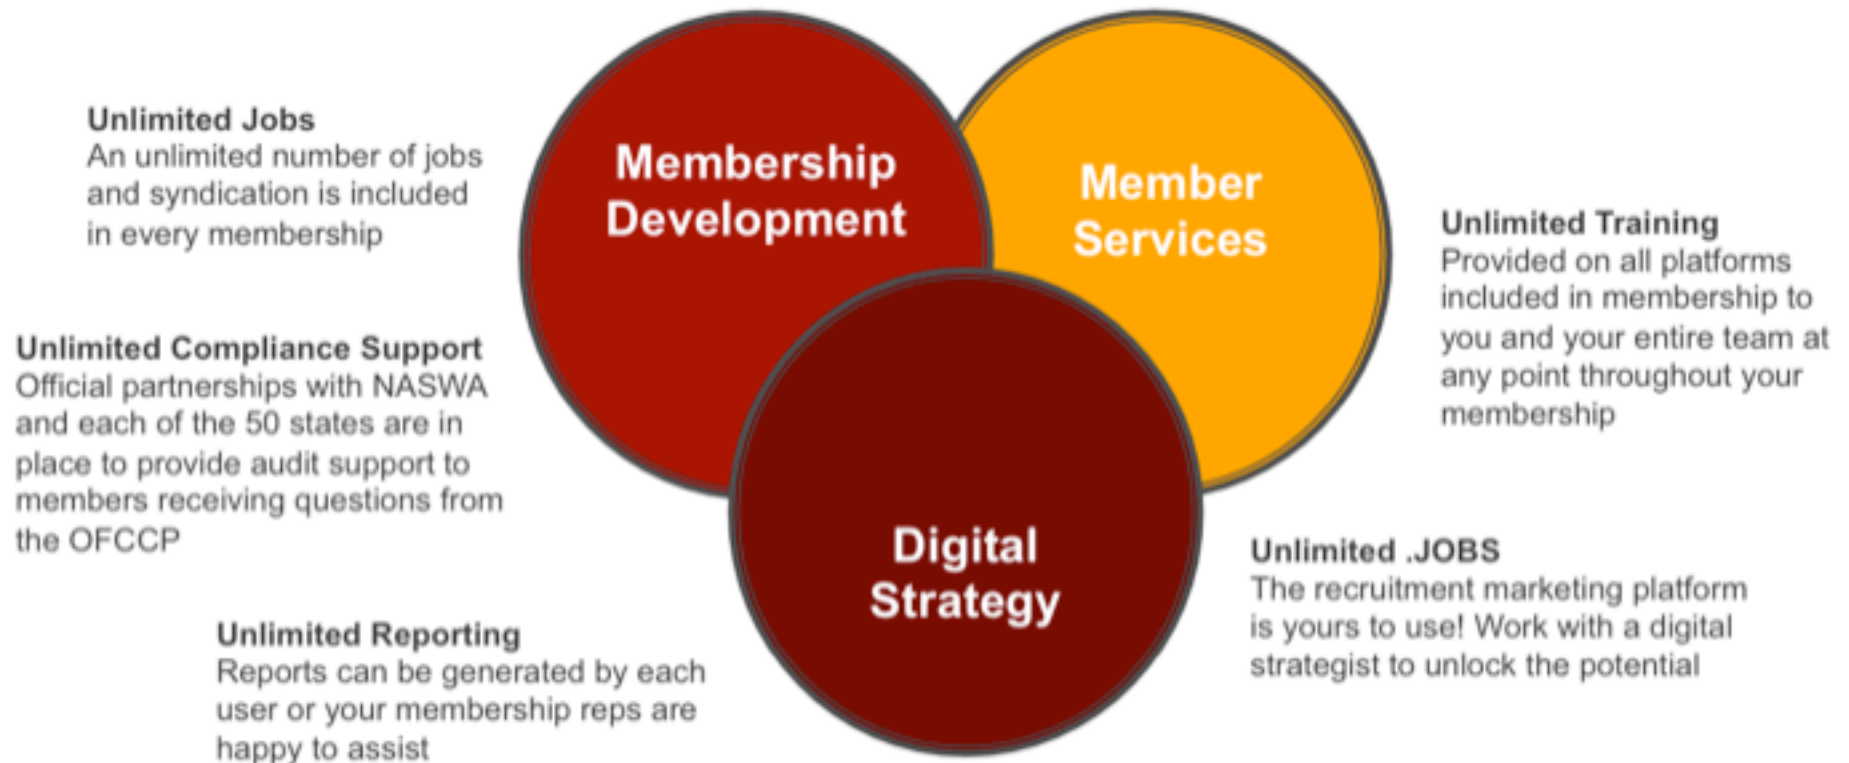 Unlimited Jobs
An unlimited number of jobs
and syndication is included
in every membership
Unlimited Compliance Support
Official partnerships with NASWA
and each of the 50 states are in
place to provide audit support to
members receiving questions from
the OFCCP
Unlimited Reporting
Reports can be generated by each
user or your membership reps are
happy to assist
Membership
Development
Member
Services
Digital
Strategy
Unlimited Training
Provided on all platforms
included in membership to
you and your entire team at
any point throughout your
membership
Unlimited .JOBS
The recruitment marketing platform
is yours to use! Work with a digital
strategist to unlock the potential